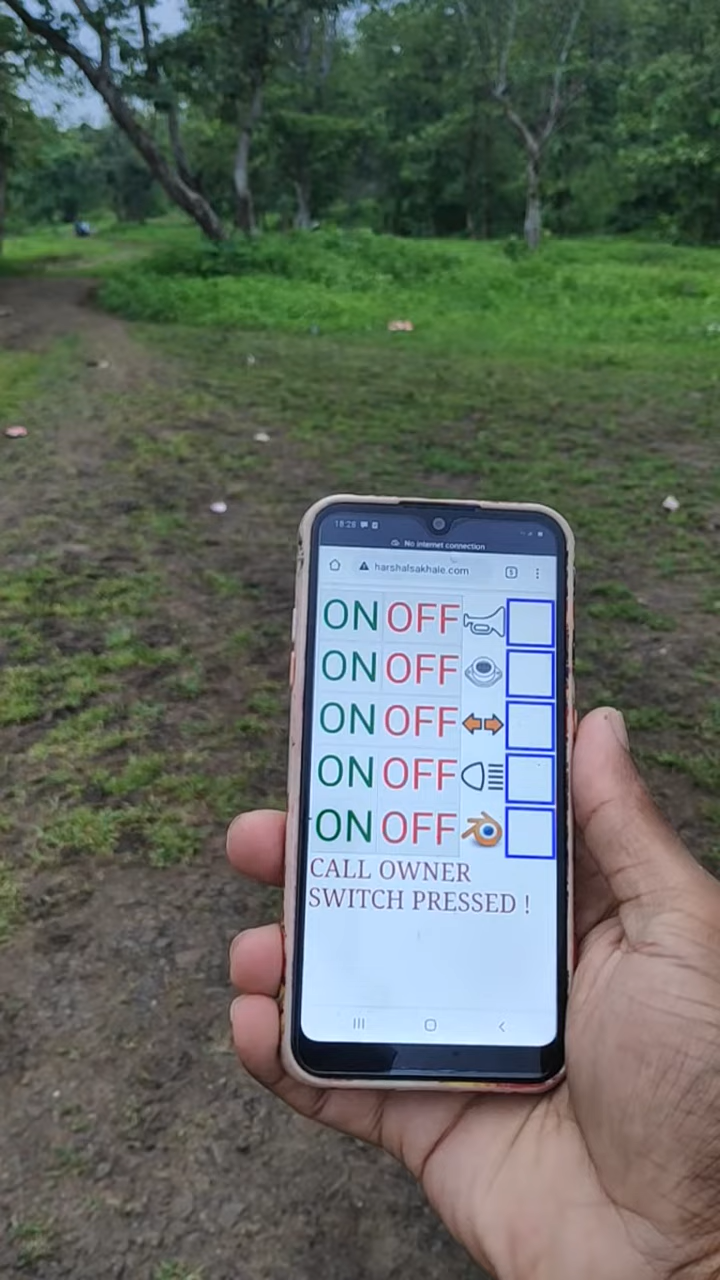 18:28
No internet connection
harshalsakhale.com
5
ON OFF
ON OFF
ON OFF
ON OFF
ON OFF
CALL OWNER
SWITCH PRESSED !